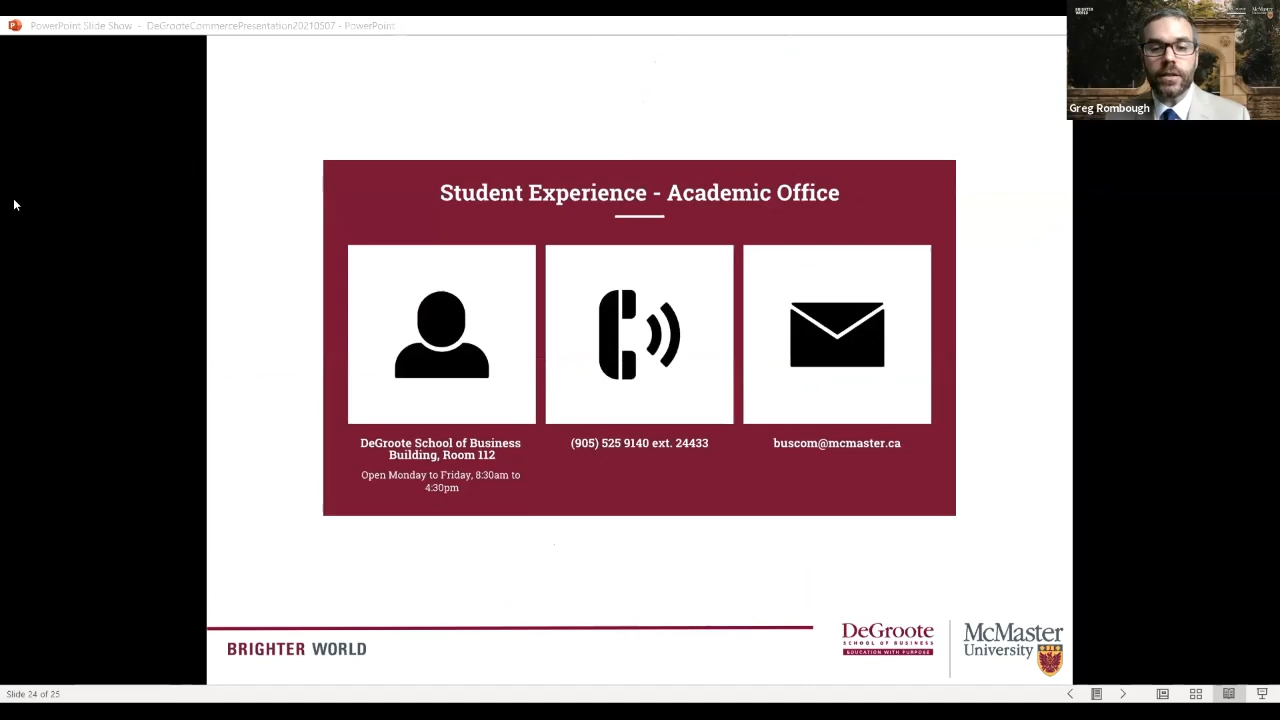 PowerPoint Slide Show - DeGrooteCommercePresentation20210507 - PowerPoint
BRIGHTER
WORLD
Greg Rombough
Student Experience - Academic Office
DeGroote School of Business
Building, Room 112
Open Monday to Friday, 8:30am to
4:30pm
(905) 525 9140 ext. 24433
buscom@mcmaster.ca
BRIGHTER WORLD
DeGroote
SCHOOL OF BUSINESS
EDUCATION WITH PURPOSE
McMaster
University
Slide 24 of 25